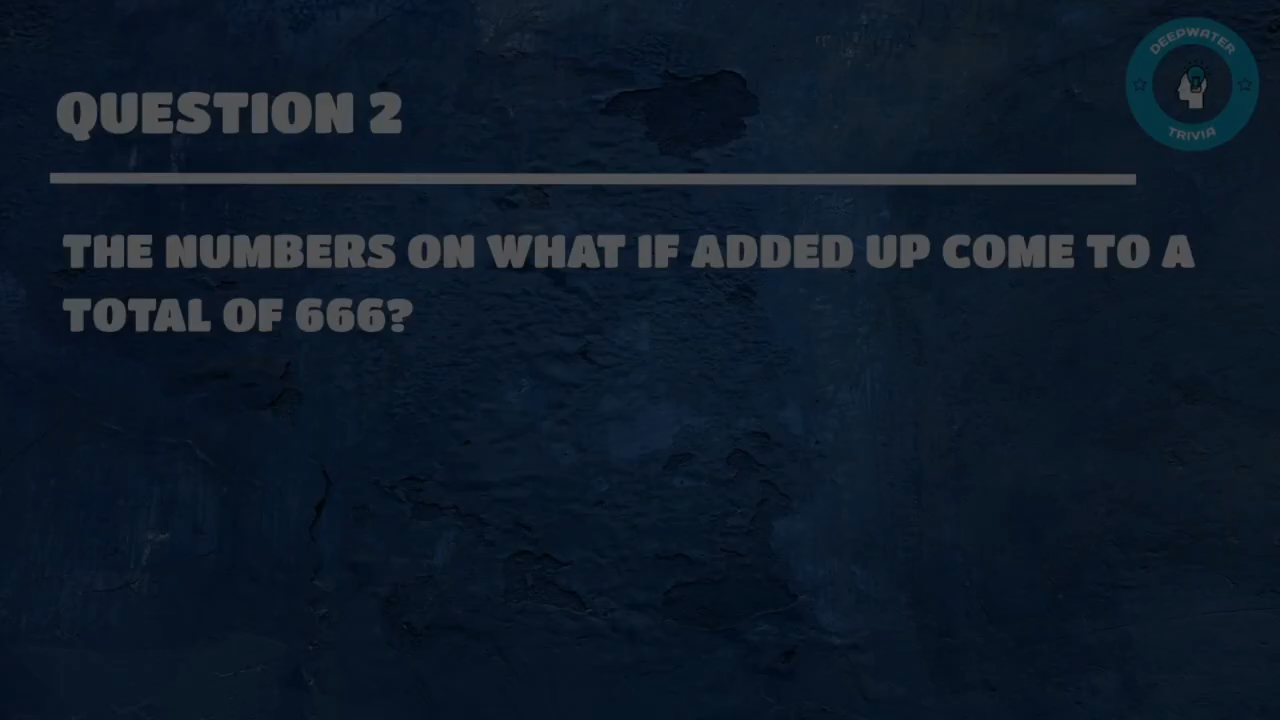 DEEPWATER
TRIVIA
QUESTION 2
THE NUMBERS ON WHAT IF ADDED UP COME TO A
TOTAL OF 666?